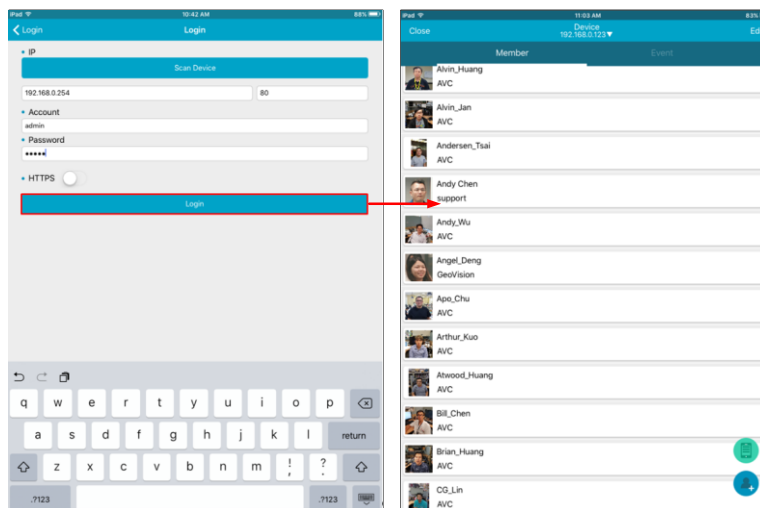 iPad
10:42 AM
88%
Login
Login
IP
Scan Device
192.168.0.254
80
Account
admin
Password
•••••
HTTPS
Login
q w e r t y u i o p
a s d f g h j k l return
z x c v b n m ! , ? .
.?123
.?123
iPad
11:03 AM
83%
Close
Device
192.168.0.123▼
Ed
Member
Event
Alvin_Huang
AVC
Alvin_Jan
AVC
Andersen_Tsai
AVC
Andy Chen
support
Andy_Wu
AVC
Angel_Deng
GeoVision
Apo_Chu
AVC
Arthur_Kuo
AVC
Atwood_Huang
AVC
Bill_Chen
AVC
Brian_Huang
AVC
CG_Lin
AVC